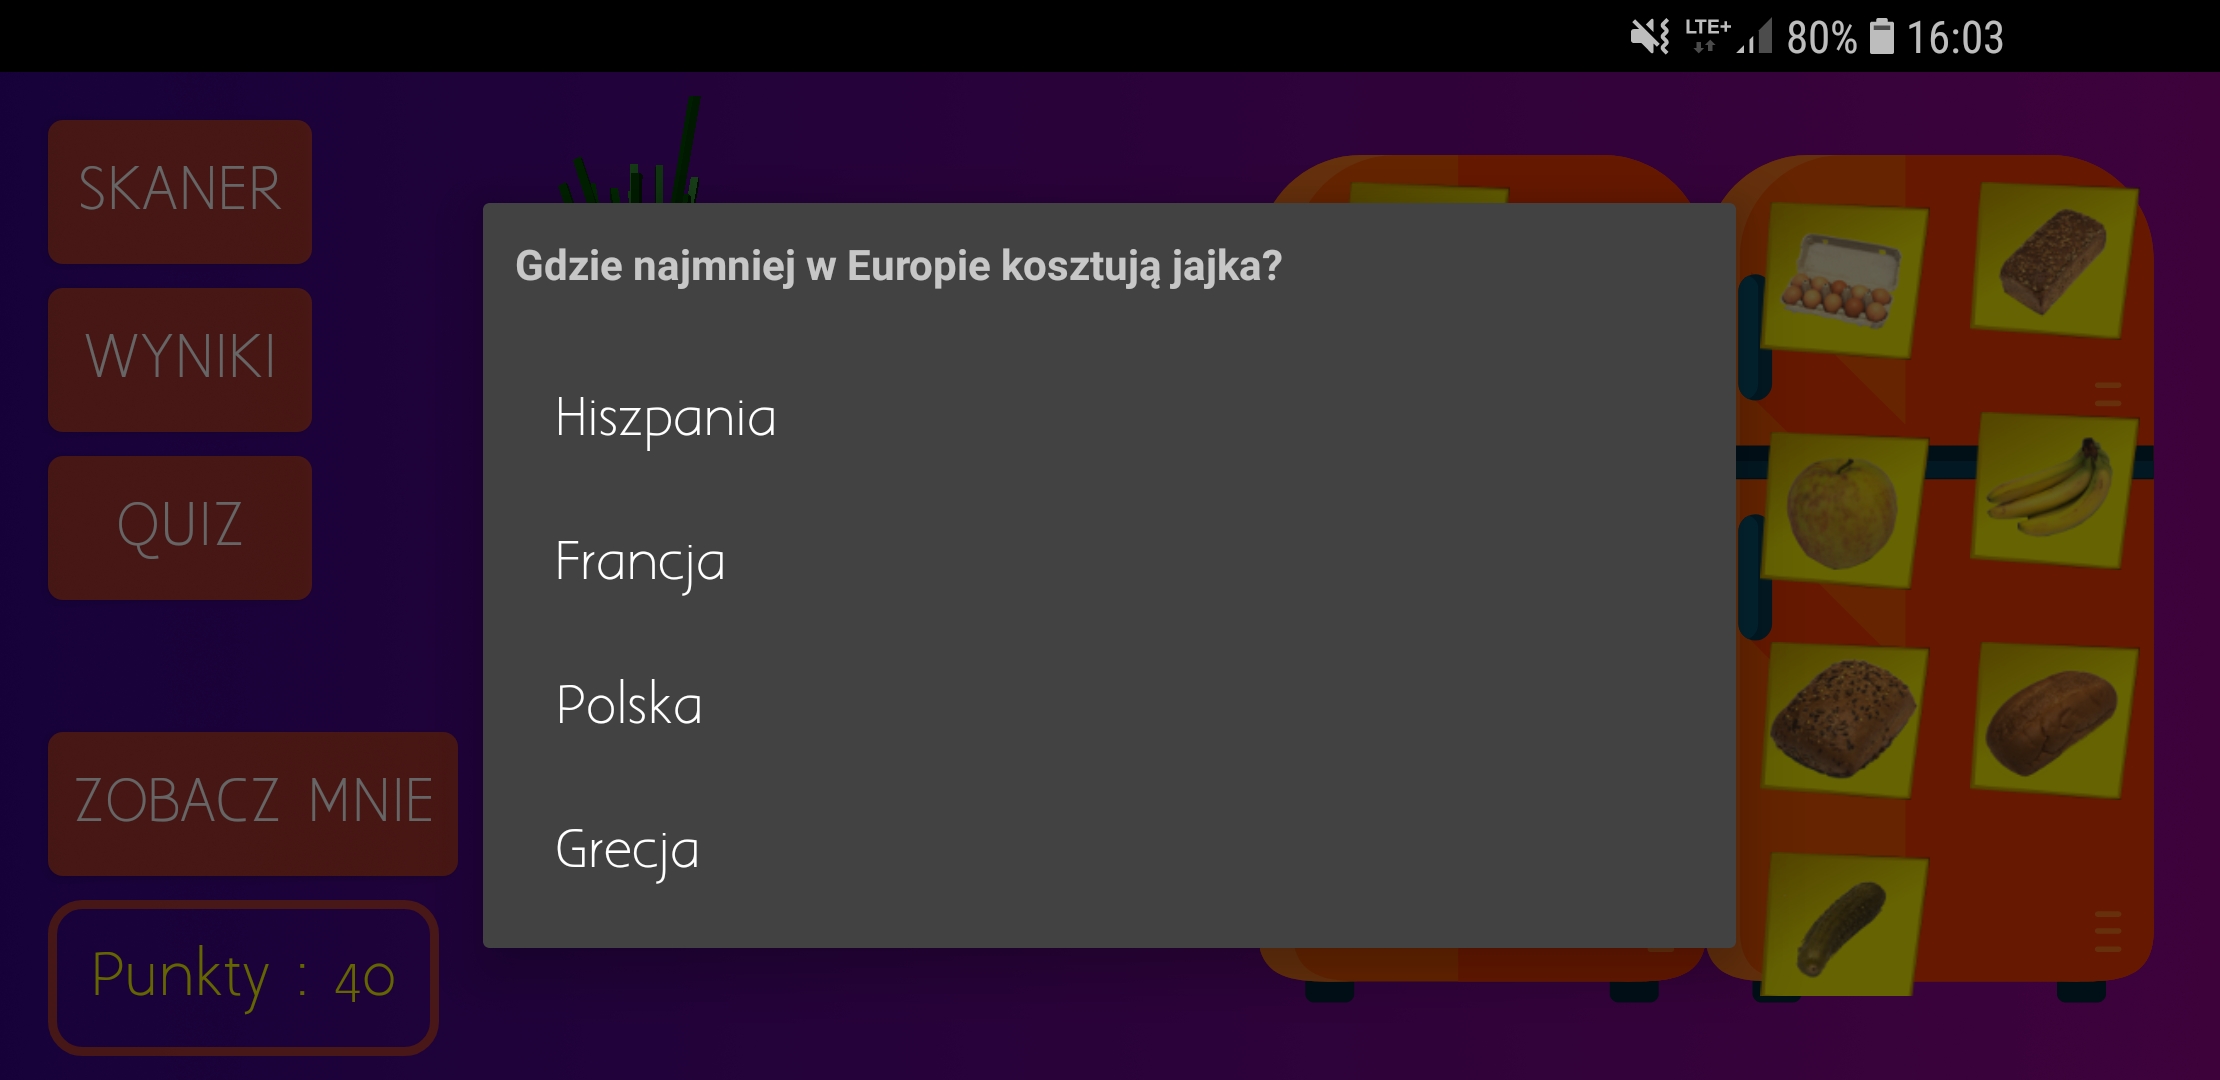 LTE+ 80% 16:03
SKANER
WYNIKI
QUIZ
ZOBACZ MNIE
Punkty : 40
Gdzie najmniej w Europie kosztują jajka?
Hiszpania
Francja
Polska
Grecja